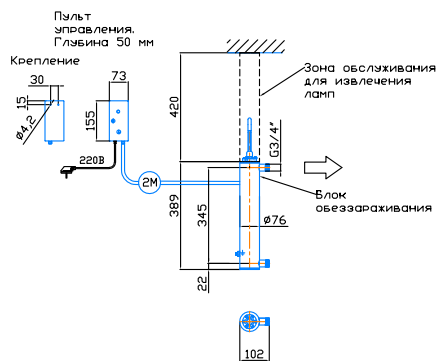 Пульт
управления.
Глубина 50 мм
Крепление
30
73
15
155
Ø4,2
220В
2М
420
389
345
22
G3/4"
Ø76
Зона обслуживания
для извлечения
ламп
Блок
обеззараживания
102